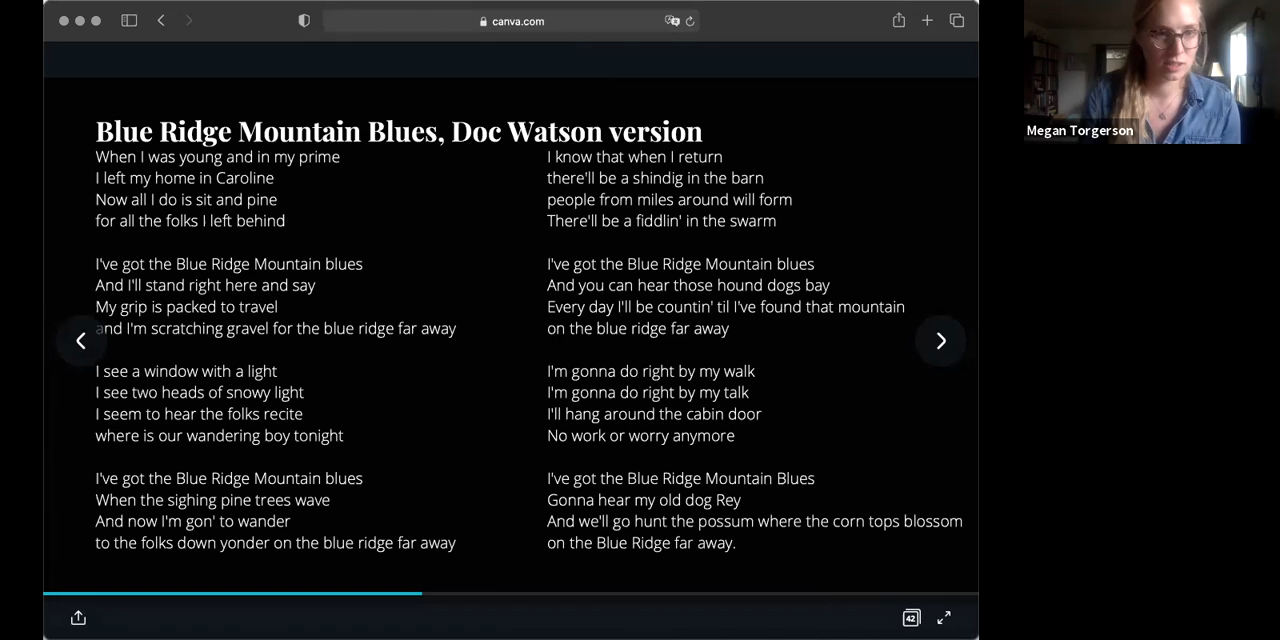 canva.com
Blue Ridge Mountain Blues, Doc Watson version
When I was young and in my prime
I left my home in Caroline
Now all I do is sit and pine
for all the folks I left behind
I've got the Blue Ridge Mountain blues
And I'll stand right here and say
My grip is packed to travel
and I'm scratching gravel for the blue ridge far away
I see a window with a light
I see two heads of snowy light
I seem to hear the folks recite
where is our wandering boy tonight
I've got the Blue Ridge Mountain blues
When the sighing pine trees wave
And now I'm gon' to wander
to the folks down yonder on the blue ridge far away
I know that when I return
there'll be a shindig in the barn
people from miles around will form
There'll be a fiddlin' in the swarm
I've got the Blue Ridge Mountain blues
And you can hear those hound dogs bay
Every day I'll be countin' til I've found that mountain
on the blue ridge far away
I'm gonna do right by my walk
I'm gonna do right by my talk
I'll hang around the cabin door
No work or worry anymore
I've got the Blue Ridge Mountain Blues
Gonna hear my old dog Rey
And we'll go hunt the possum where the corn tops blossom
on the Blue Ridge far away.
42
Megan Torgerson